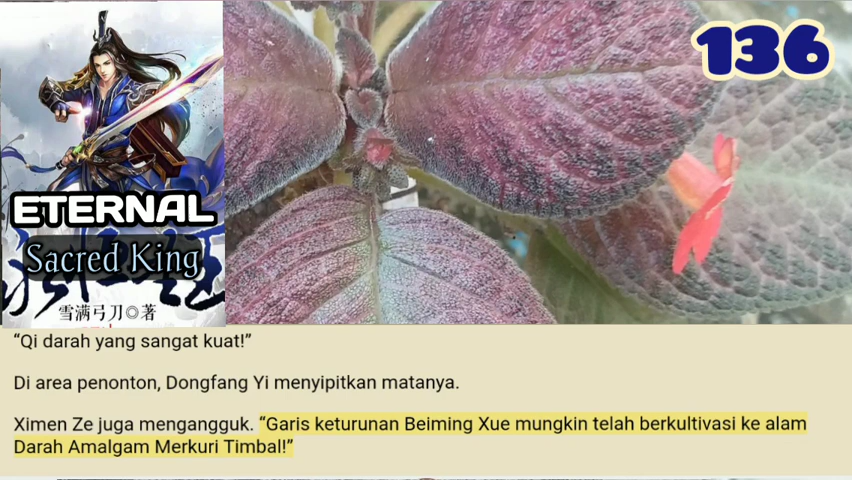 136
ETERNAL
Sacred King
雪满弓刀◎著
“Qi darah yang sangat kuat!”
Di area penonton, Dongfang Yi menyipitkan matanya.
Ximen Ze juga mengangguk. “Garis keturunan Beiming Xue mungkin telah berkultivasi ke alam
Darah Amalgam Merkuri Timbal!”